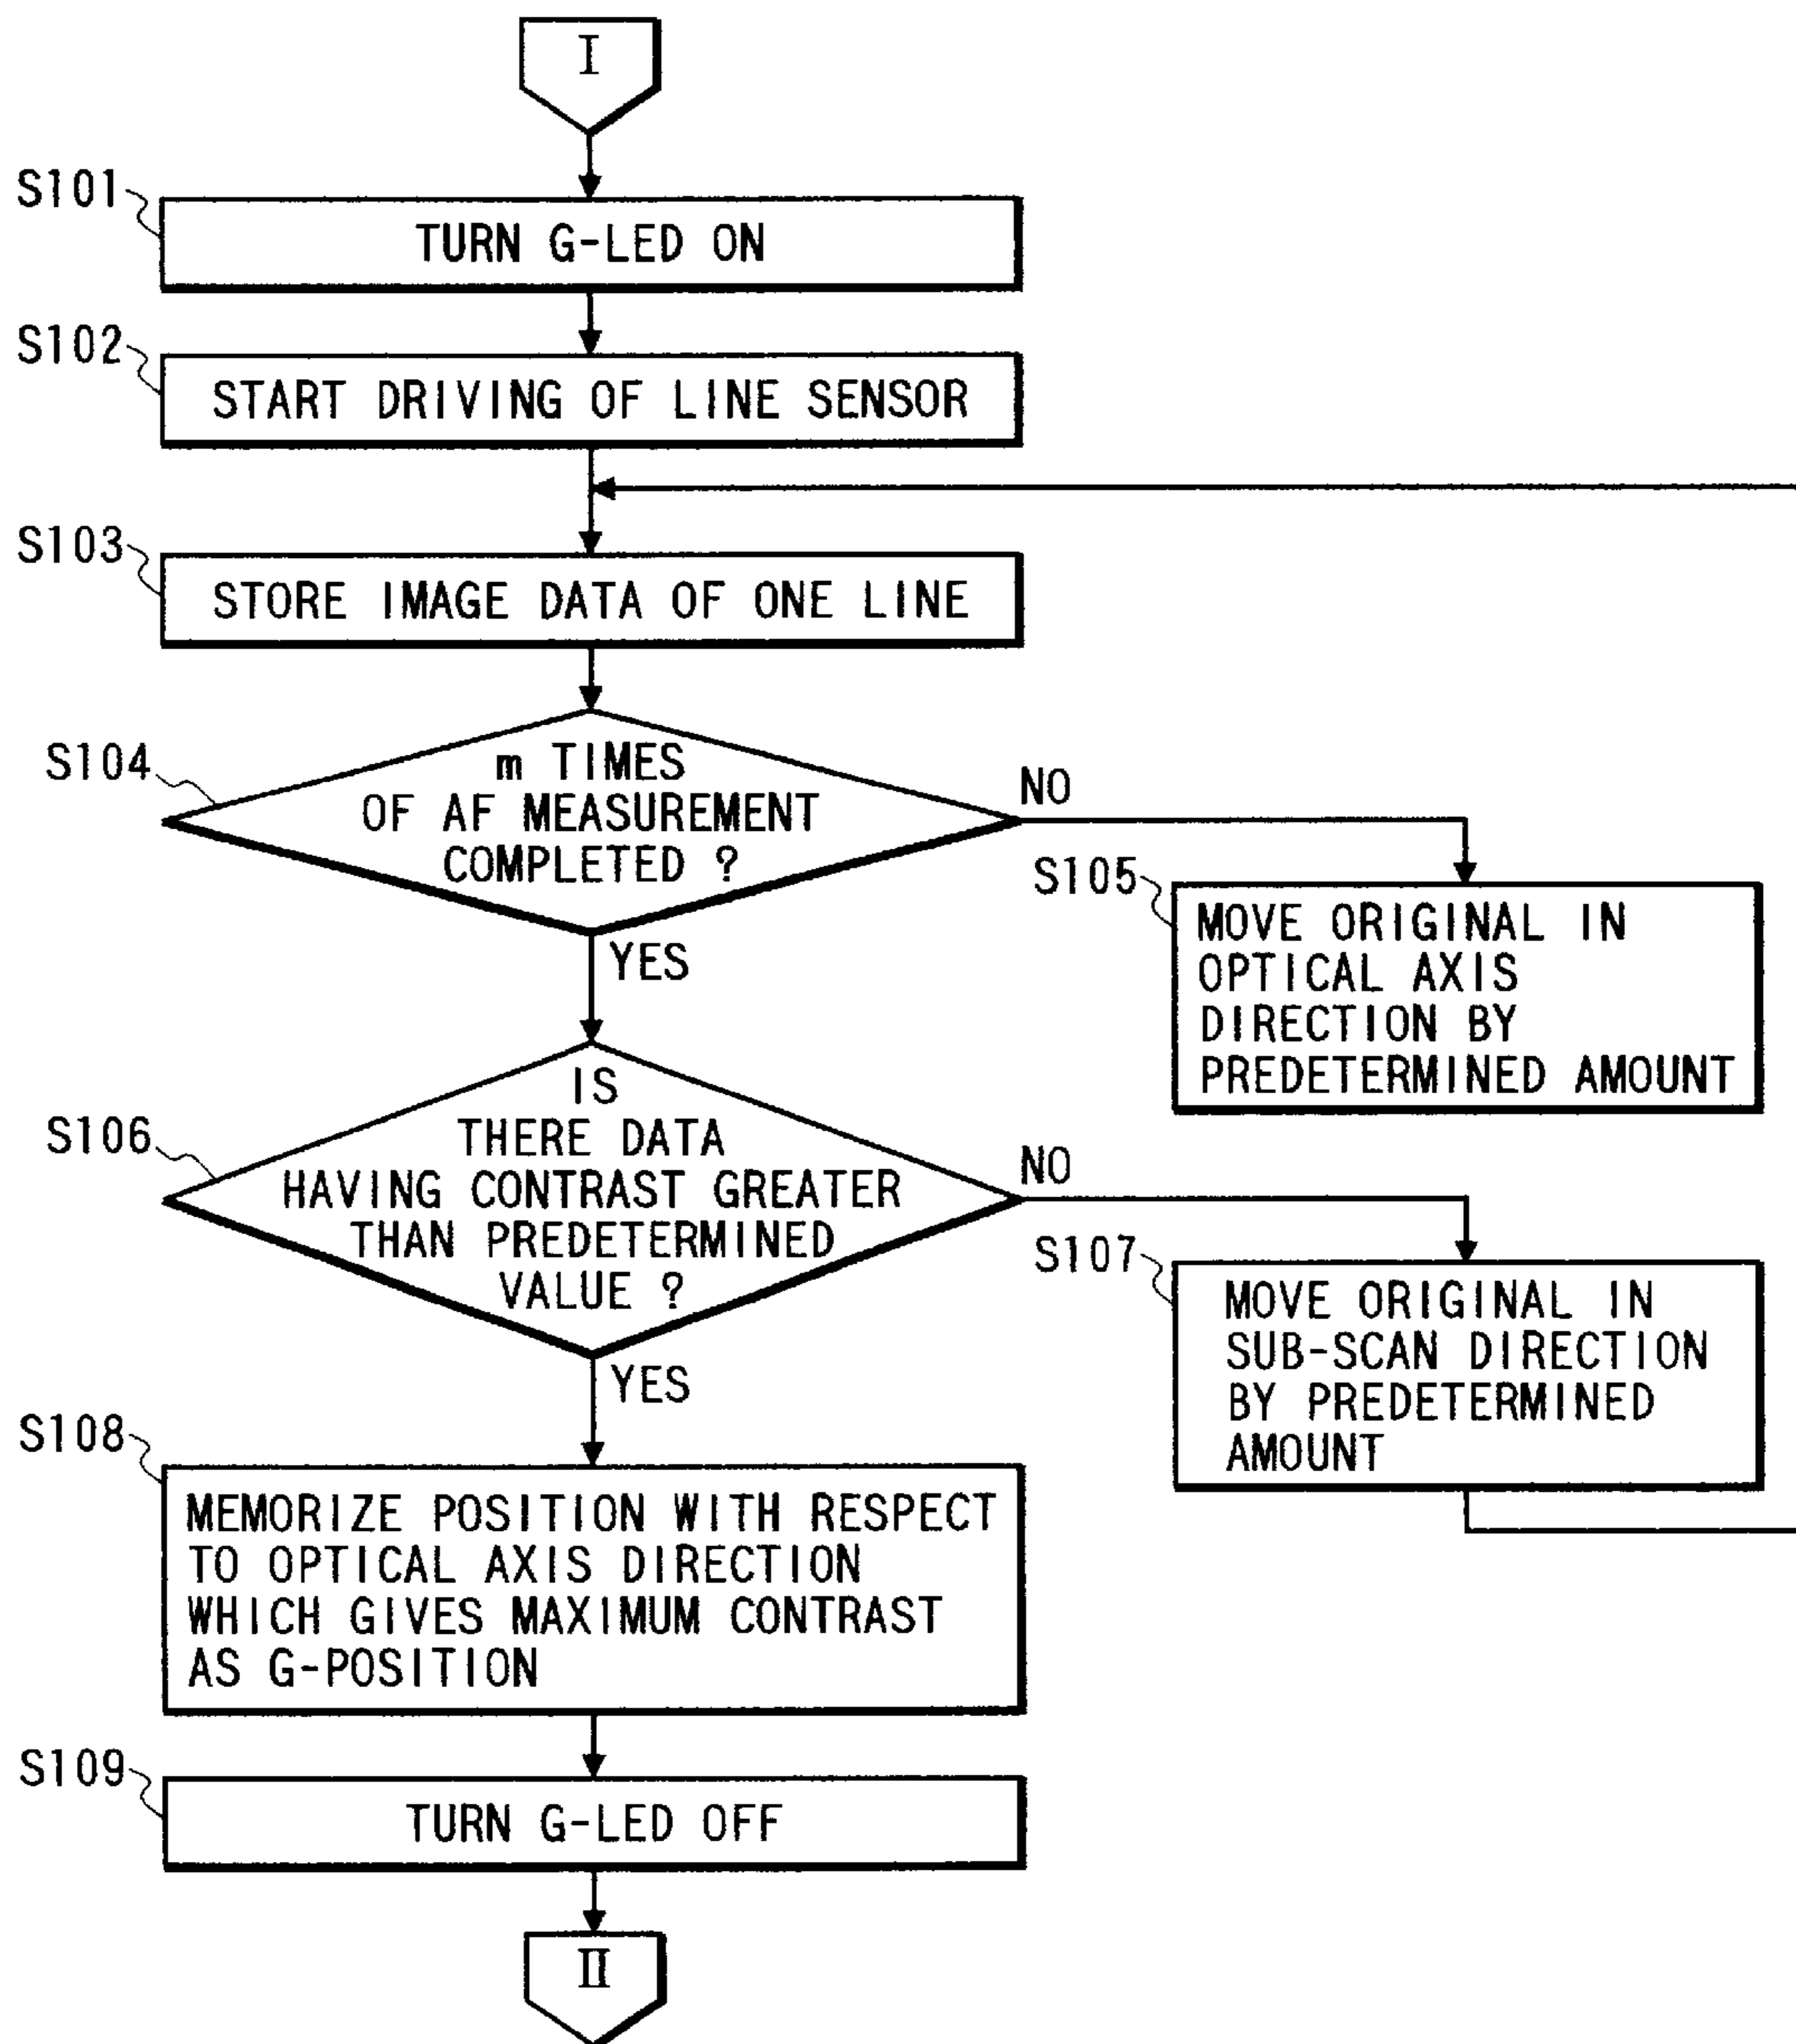 I
S101
TURN G-LED ON
S102
START DRIVING OF LINE SENSOR
S103
STORE IMAGE DATA OF ONE LINE
S104
m TIMES
OF AF MEASUREMENT
COMPLETED ?
NO
YES
S105
MOVE ORIGINAL IN
OPTICAL AXIS
DIRECTION BY
PREDETERMINED AMOUNT
S106
IS
THERE DATA
HAVING CONTRAST GREATER
THAN PREDETERMINED
VALUE ?
NO
YES
S107
MOVE ORIGINAL IN
SUB-SCAN DIRECTION
BY PREDETERMINED
AMOUNT
S108
MEMORIZE POSITION WITH RESPECT
TO OPTICAL AXIS DIRECTION
WHICH GIVES MAXIMUM CONTRAST
AS G-POSITION
S109
TURN G-LED OFF
II